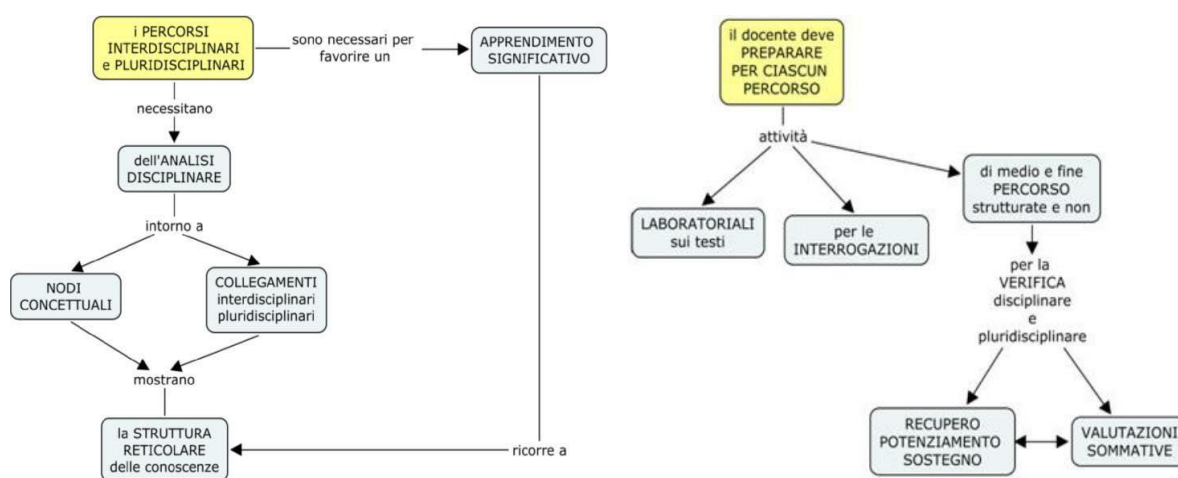 i PERCORSI
INTERDISCIPLINARI
e PLURIDISCIPLINARI
sono necessari per
favorire un
APPRENDIMENTO
SIGNIFICATIVO
necessitano
dell'ANALISI
DISCIPLINARE
intorno a
NODI
CONCETTUALI
COLLEGAMENTI
interdisciplinari
pluridisciplinari
mostrano
la STRUTTURA
RETICOLARE
delle conoscenze
ricorre a
il docente deve
PREPARARE
PER CIASCUN
PERCORSO
attività
LABORATORIALI
sui testi
per le
INTERROGAZIONI
di medio e fine
PERCORSO
strutturate e non
per la
VERIFICA
disciplinare
e
pluridisciplinare
RECUPERO
POTENZIAMENTO
SOSTEGNO
VALUTAZIONI
SOMMATIVE